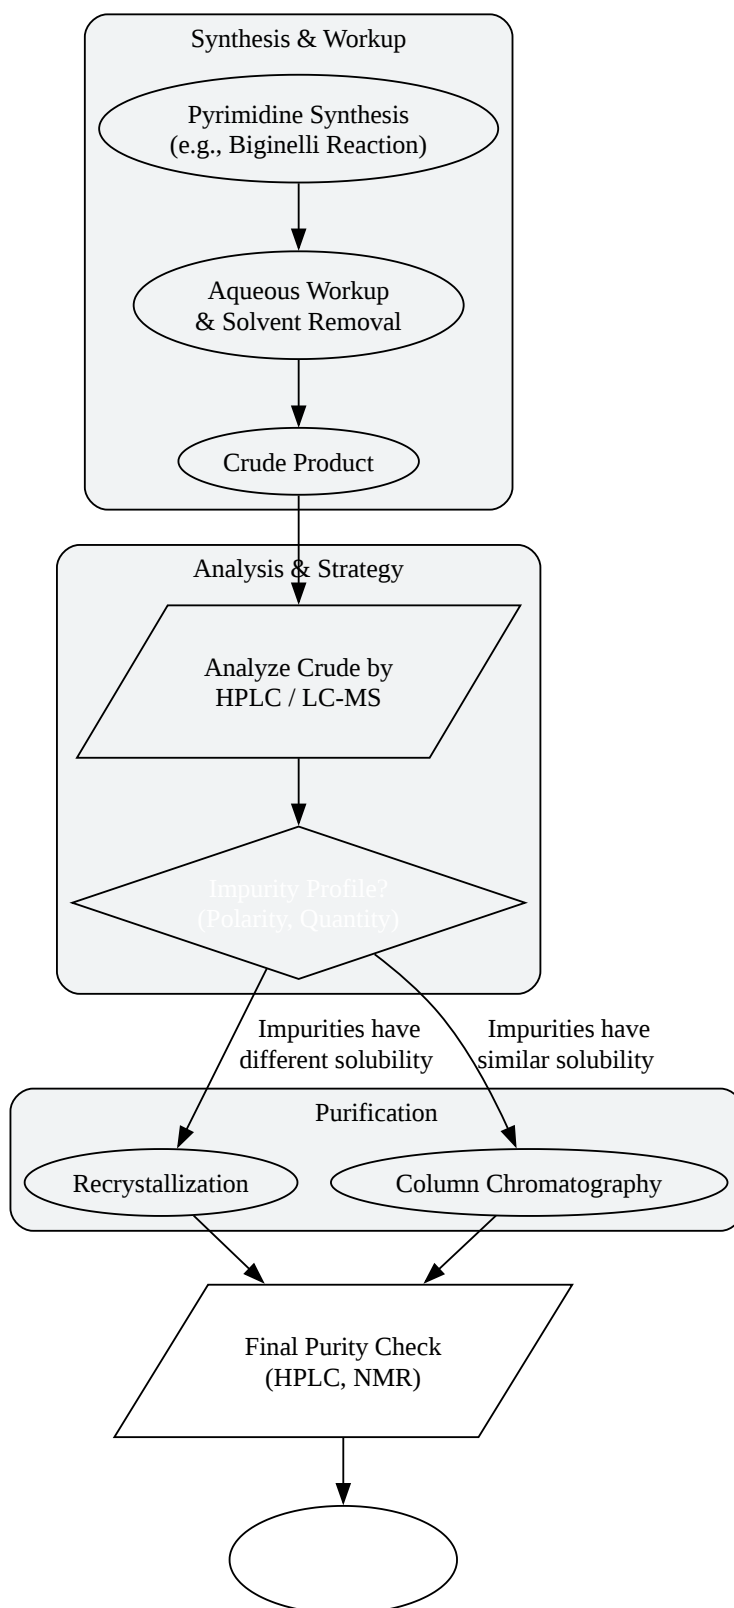 Synthesis & Workup
Pyrimidine Synthesis
(e.g., Biginelli Reaction)
Aqueous Workup
& Solvent Removal
Crude Product
Analysis & Strategy
Analyze Crude by
HPLC / LC-MS
Impurity Profile?
(Polarity, Quantity)
Impurities have
different solubility
Impurities have
similar solubility
Purification
Recrystallization
Column Chromatography
Final Purity Check
(HPLC, NMR)